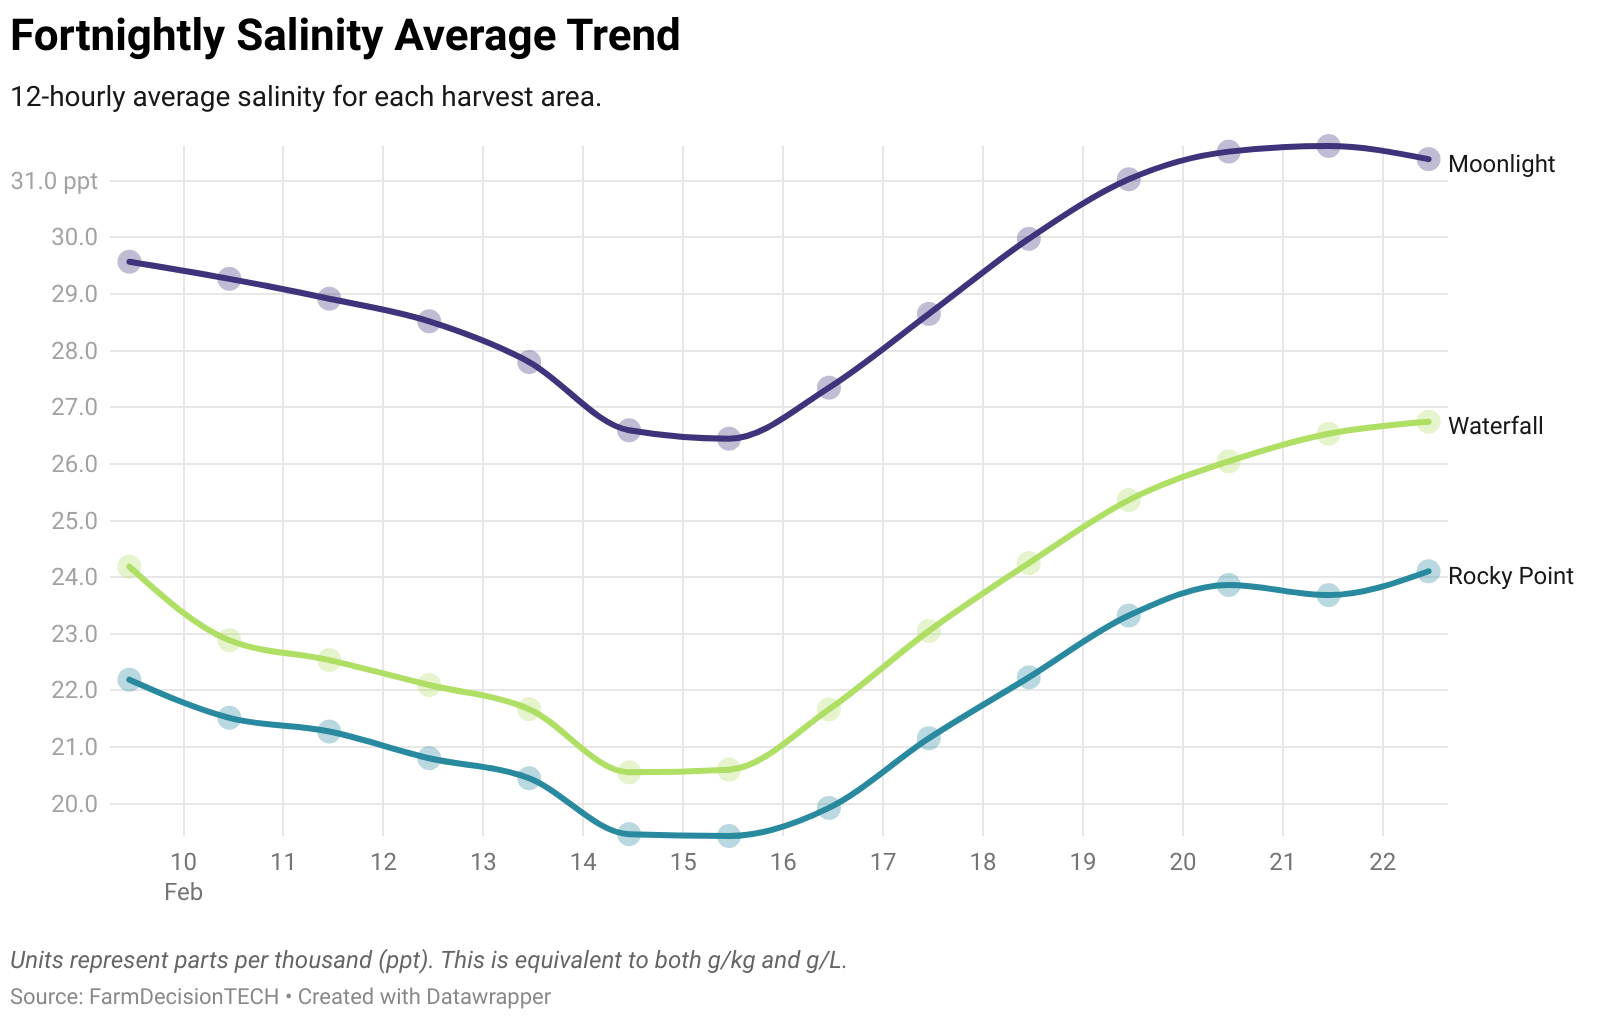 Fortnightly Salinity Average Trend
12-hourly average salinity for each harvest area.
31.0 ppt
30.0
29.0
28.0
27.0
26.0
25.0
24.0
23.0
22.0
21.0
20.0
Moonlight
Waterfall
Rocky Point
10 11 12 13 14 15 16 17 18 19 20 21 22
Feb
Units represent parts per thousand (ppt). This is equivalent to both g/kg and g/L.
Source: FarmDecisionTECH • Created with Datawrapper